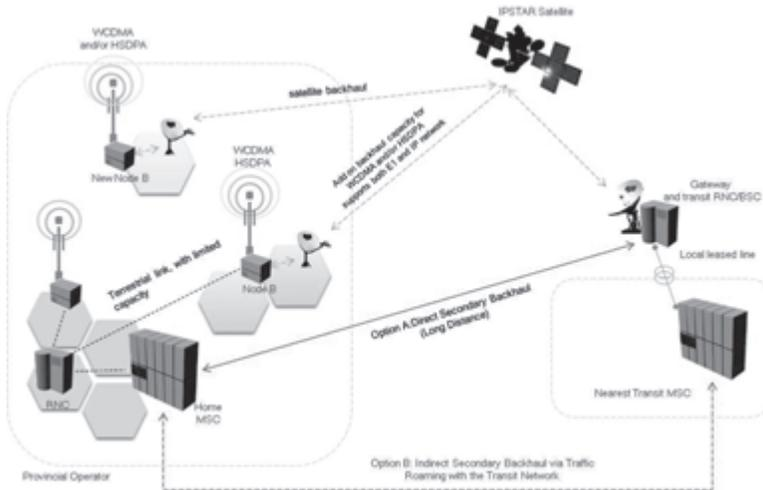 IPSTAR Satellite
WCDMA
and/or HSDPA
satellite backhaul
New Node B
WCDMA
HSDPA
Add on backhaul capacity for
WCDMA and/or HSDPA
supports both E1 and IP network
Gateway
and transit RNC/BSC
Local leased line
Terrestrial link, with limited
capacity
Node B
Option A:Direct Secondary Backhaul
(Long Distance)
RNC
Home
MSC
Nearest Transit MSC
Provincial Operator
Option B: Indirect Secondary Backhaul via Traffic
Roaming with the Transit Network